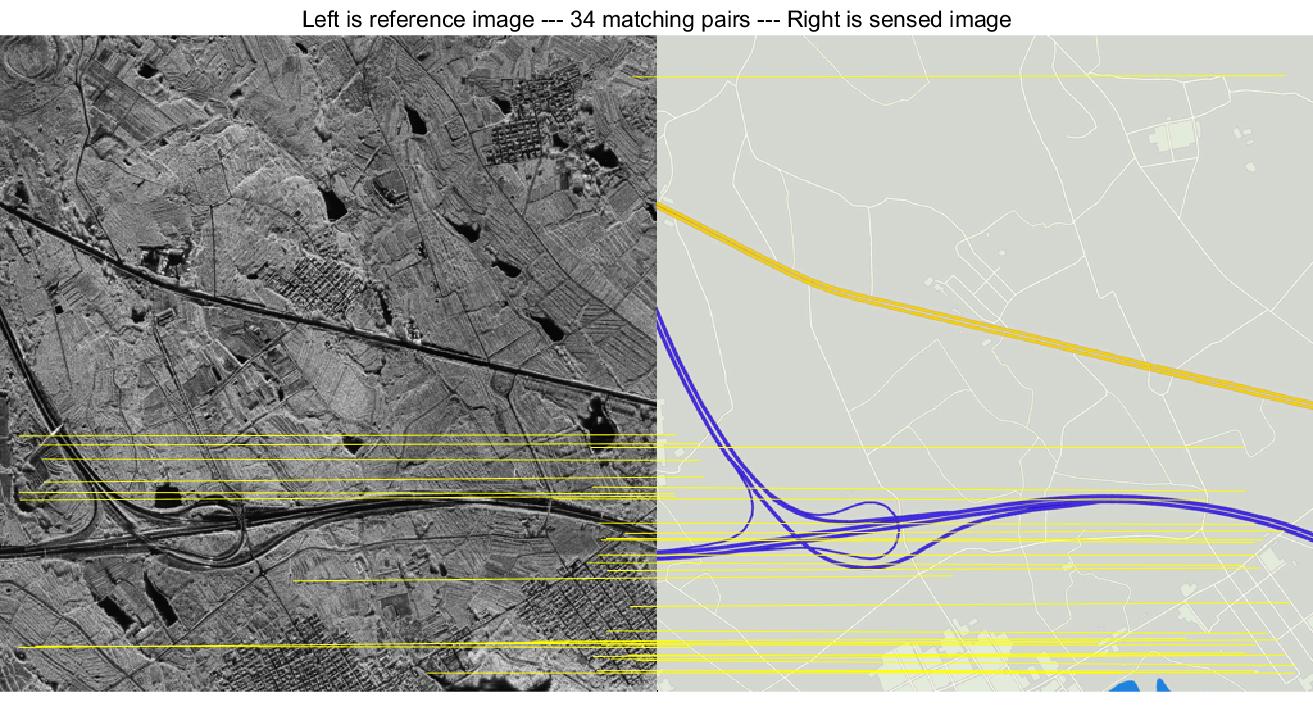 Left is reference image --- 34 matching pairs --- Right is sensed image